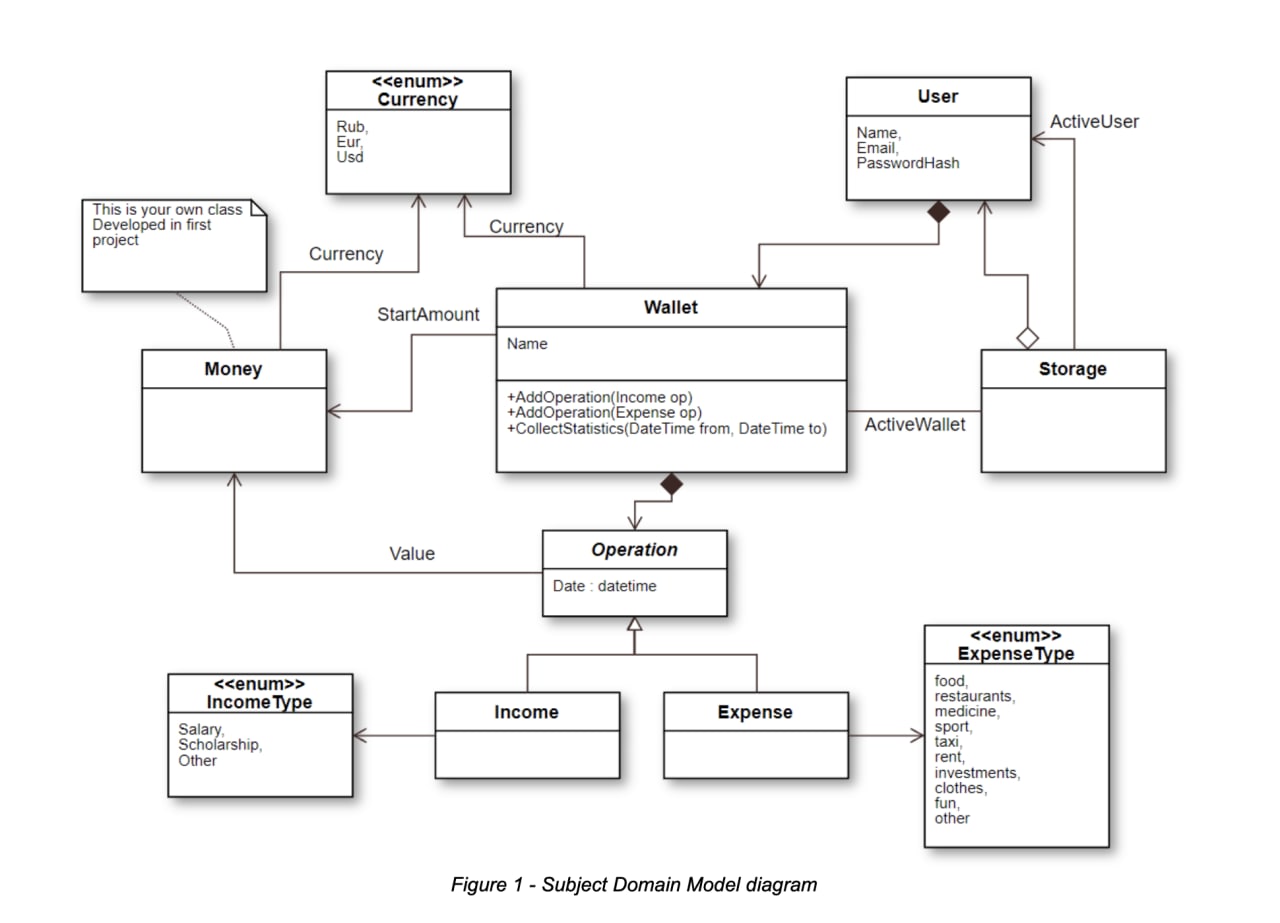 <<enum>>
Currency
Rub,
Eur,
Usd
User
Name,
Email,
PasswordHash
ActiveUser
This is your own class
Developed in first
project
Currency
Currency
StartAmount
Wallet
Name
+AddOperation(Income op)
+AddOperation(Expense op)
+CollectStatistics(DateTime from, DateTime to)
Money
Storage
ActiveWallet
Value
Operation
Date : datetime
<<enum>>
IncomeType
Salary,
Scholarship,
Other
Income
Expense
<<enum>>
ExpenseType
food,
restaurants,
medicine,
sport,
taxi,
rent,
investments,
clothes,
fun,
other
Figure 1 - Subject Domain Model diagram